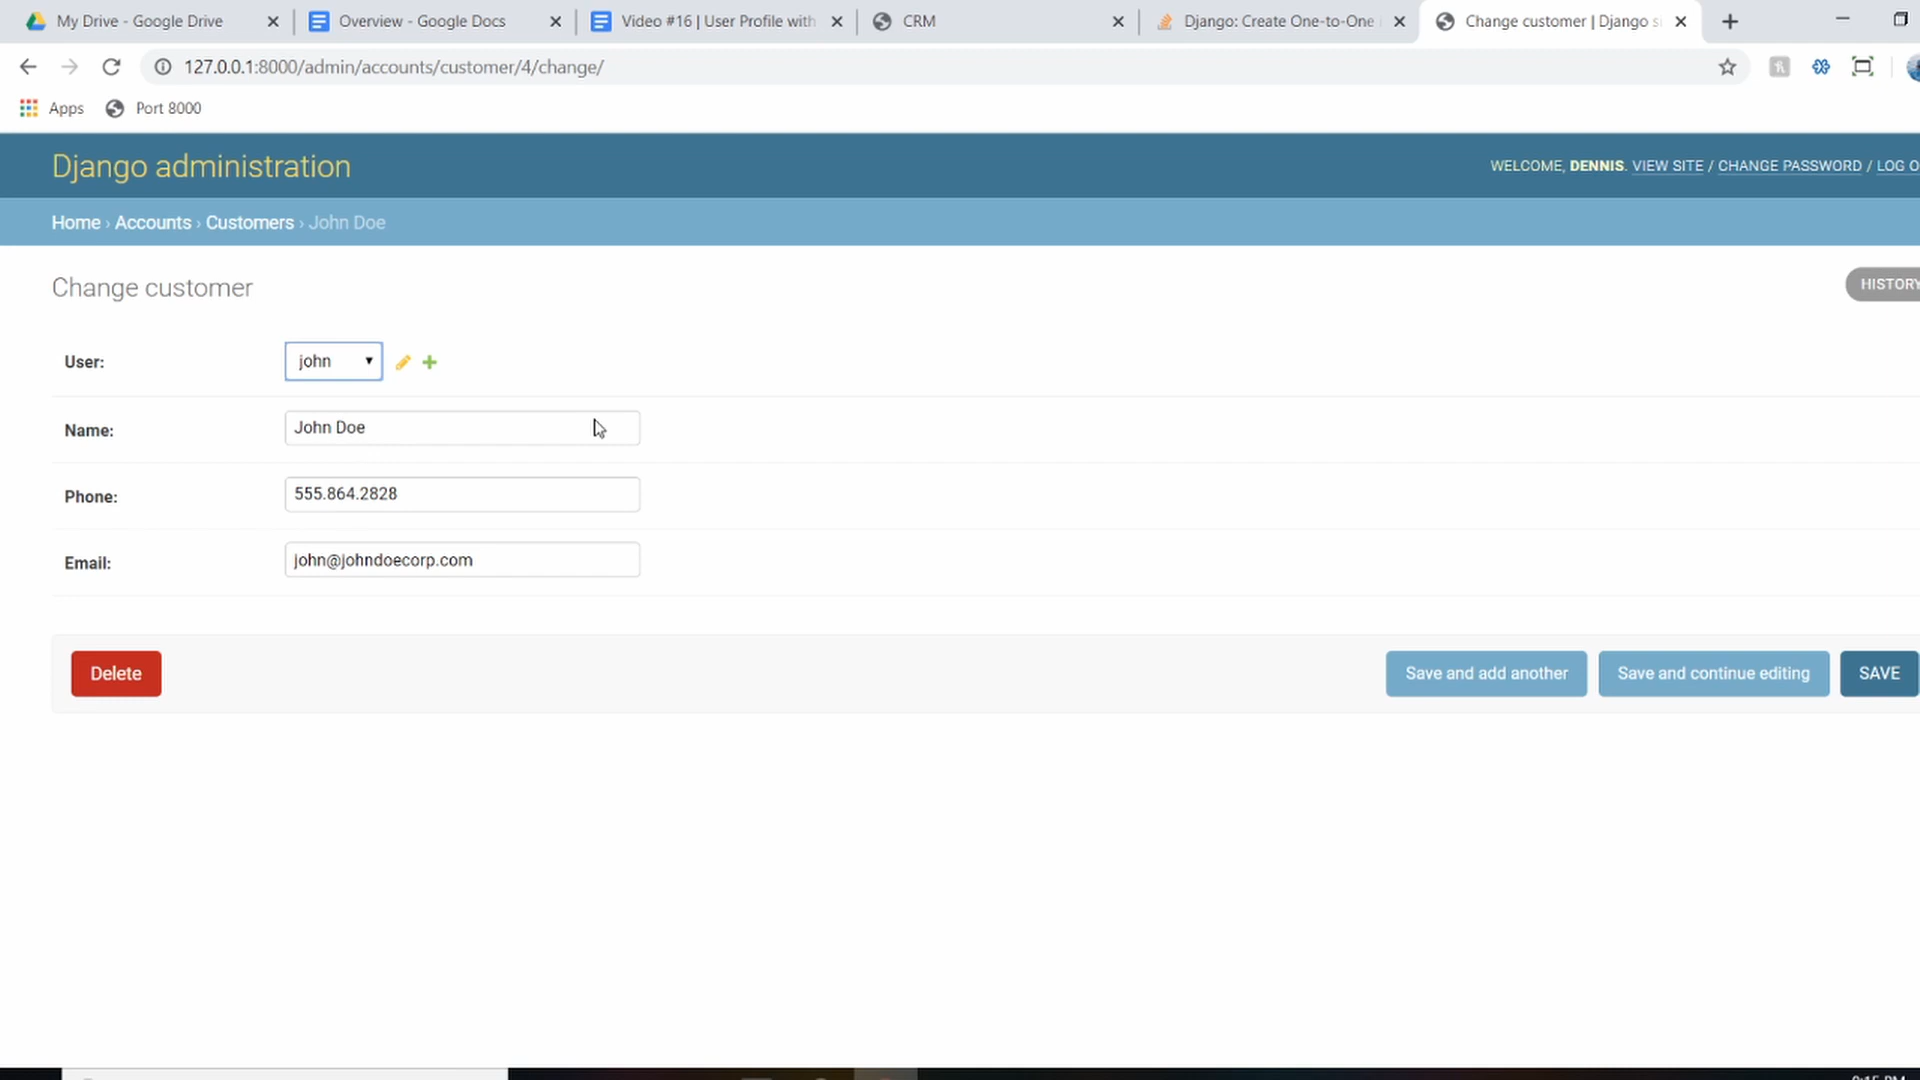 My Drive - Google Drive
Overview - Google Docs
Video #16 | User Profile with
CRM
Django: Create One-to-One
Change customer | Django s
127.0.0.1:8000/admin/accounts/customer/4/change/
Apps
Port 8000
Django administration
WELCOME, DENNIS. VIEW SITE / CHANGE PASSWORD / LOG O
Home › Accounts › Customers › John Doe
Change customer
HISTORY
User:
john
Name:
John Doe
Phone:
555.864.2828
Email:
john@johndoecorp.com
Delete
Save and add another
Save and continue editing
SAVE